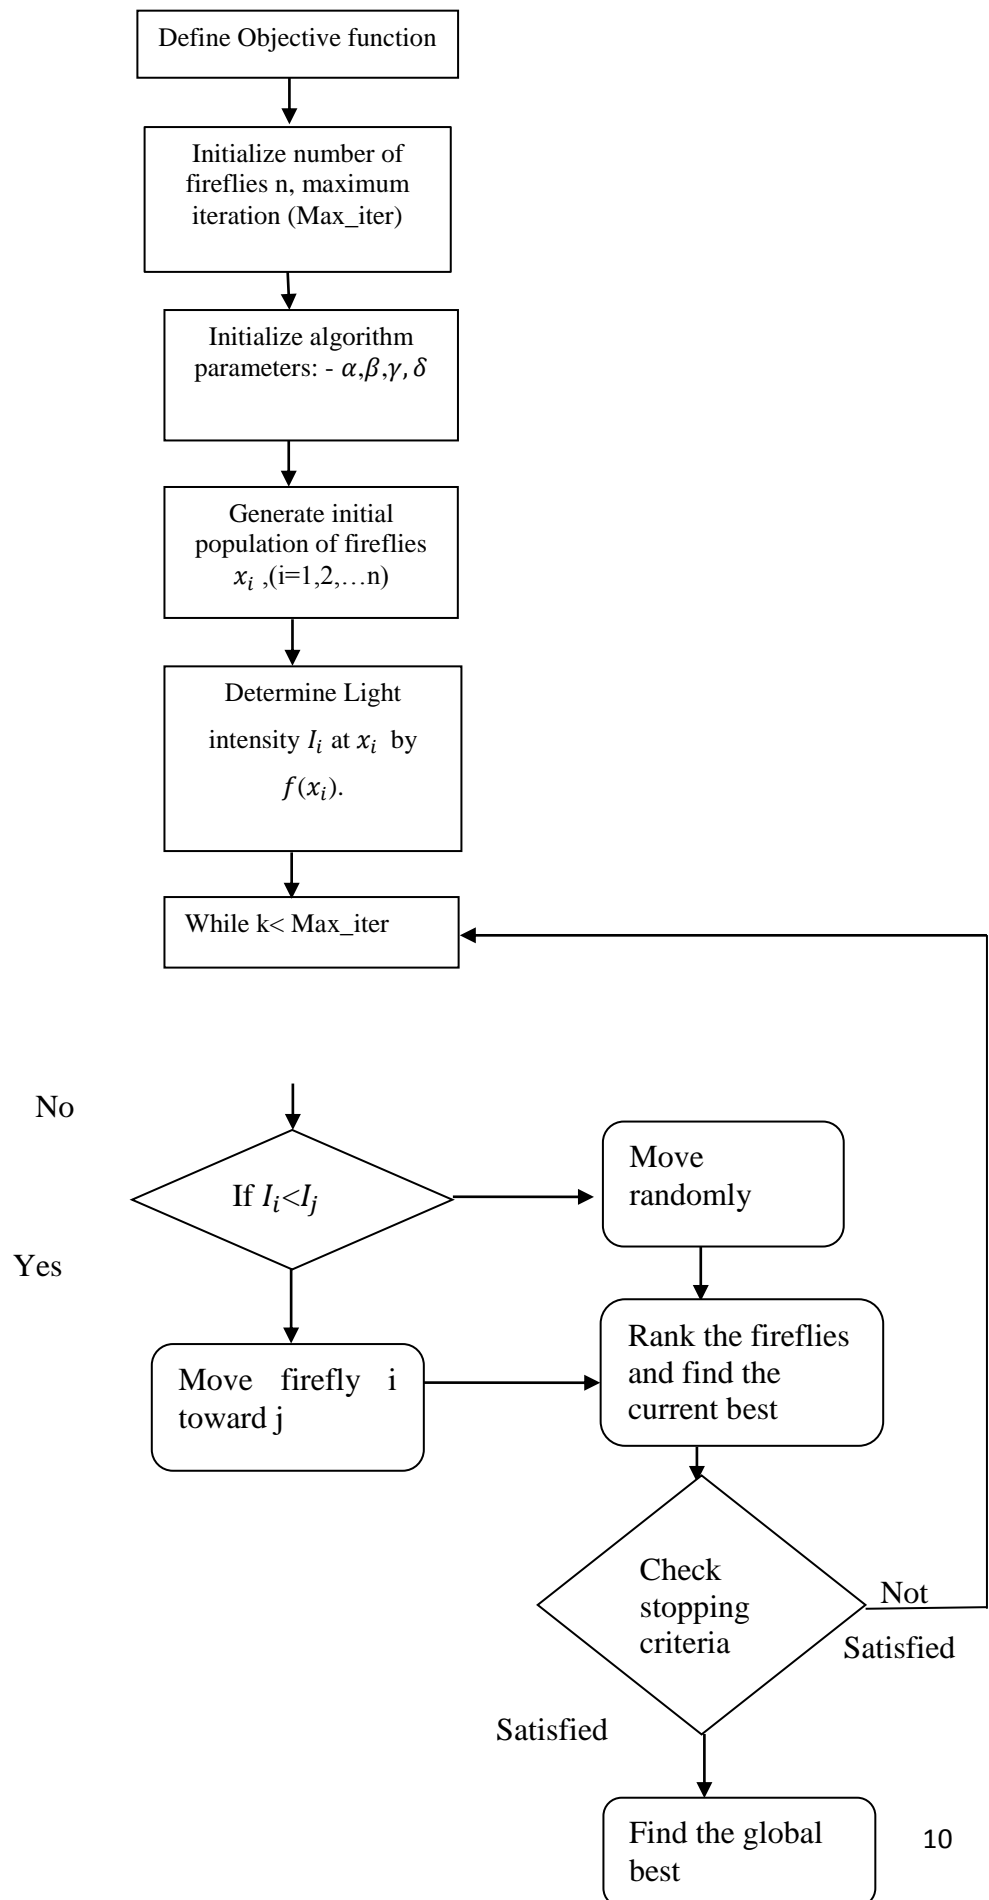 Define Objective function
Initialize number of
fireflies n, maximum
iteration (Max_iter)
Initialize algorithm
parameters: - α,β,γ,δ
Generate initial
population of fireflies
xᵢ ,(i=1,2,…n)
Determine Light
intensity Iᵢ at xᵢ by
f(xᵢ).
While k< Max_iter
No
If Iᵢ<Iⱼ
Move
randomly
Yes
Move firefly i
toward j
Rank the fireflies
and find the
current best
Check
stopping
criteria
Not
Satisfied
Satisfied
Find the global
best
10